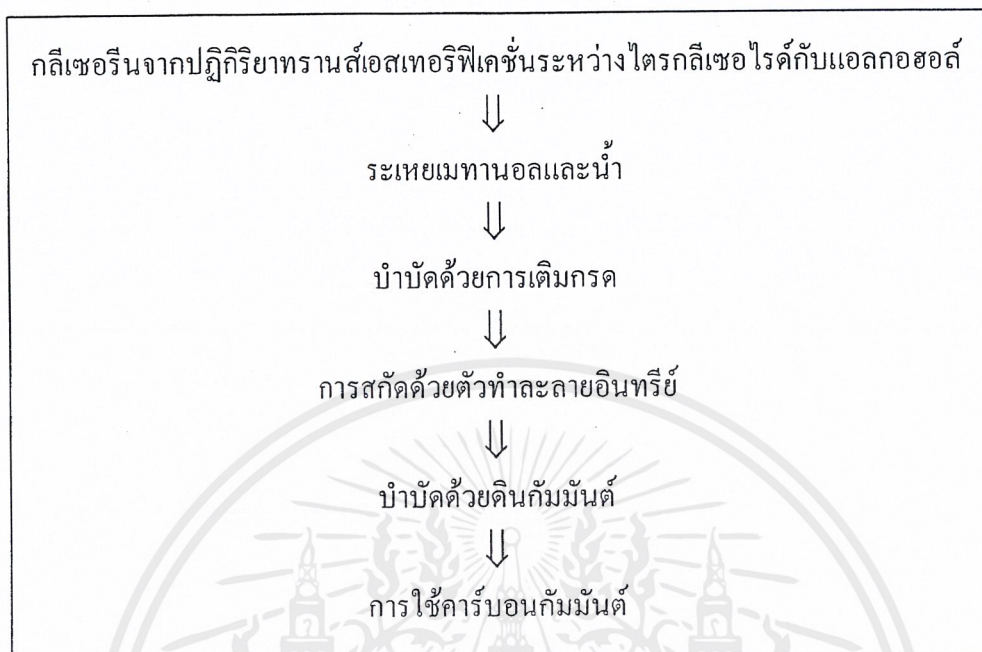 กลีเซอรีนจากปฏิกิริยาทรานส์เอสเทอริฟิเคชั่นระหว่างไตรกลีเซอไรด์กับแอลกอฮอล์
ระเหยเมทานอลและน้ำ
บำบัดด้วยการเติมกรด
การสกัดด้วยตัวทำละลายอินทรีย์
บำบัดด้วยดินกัมมันต์
การใช้คาร์บอนกัมมันต์